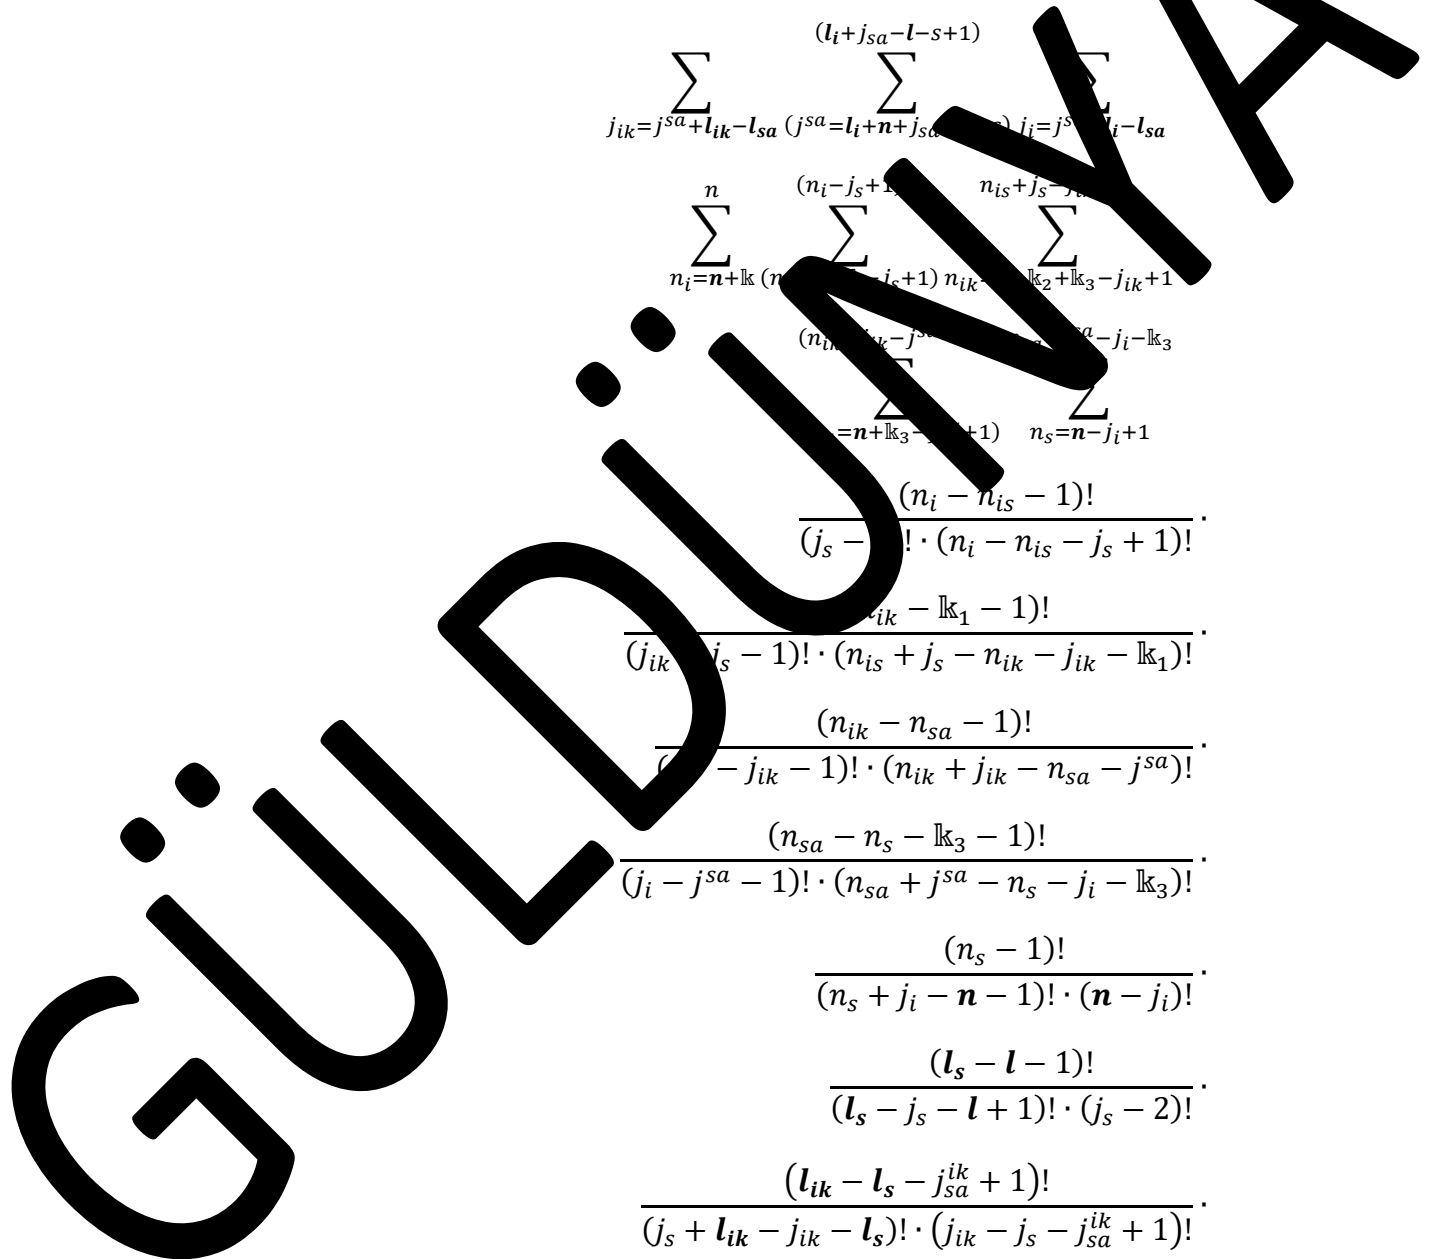 (l_i+j_{sa}−l−s+1)
∑ ∑ ∑
j_{ik}=j^{sa}+l_{ik}−l_{sa} (j^{sa}=l_i+n+j_{sa} j_i=j l_i−l_{sa}
n (n_i−j_s+1) n_{is}+j_s−
∑ ∑ ∑
n_i=n+𝕜 (n −j_s+1) n_{ik} 𝕜_2+𝕜_3−j_{ik}+1
(n_{ik} −j^{sa} −j_i−𝕜_3
∑ ∑
=n+𝕜_3− +1) n_s=n−j_i+1
(n_i − n_{is} − 1)!
(j_s − ! · (n_i − n_{is} − j_s + 1)! ·
n_{ik} − 𝕜_1 − 1)!
(j_{ik} j_s − 1)! · (n_{is} + j_s − n_{ik} − j_{ik} − 𝕜_1)! ·
(n_{ik} − n_{sa} − 1)!
( − j_{ik} − 1)! · (n_{ik} + j_{ik} − n_{sa} − j^{sa})! ·
(n_{sa} − n_s − 𝕜_3 − 1)!
(j_i − j^{sa} − 1)! · (n_{sa} + j^{sa} − n_s − j_i − 𝕜_3)! ·
(n_s − 1)!
(n_s + j_i − n − 1)! · (n − j_i)! ·
(l_s − l − 1)!
(l_s − j_s − l + 1)! · (j_s − 2)! ·
(l_{ik} − l_s − j_{sa}^{ik} + 1)!
(j_s + l_{ik} − j_{ik} − l_s)! · (j_{ik} − j_s − j_{sa}^{ik} + 1)! ·
GÜLDÜNYA